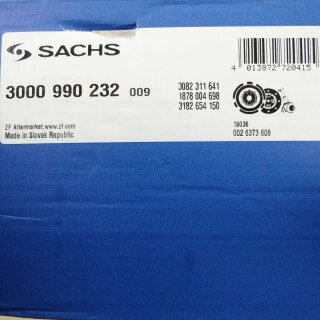 SACHS
4 013872 720415
3000 990 232 009
3082 311 641
1878 004 698
3182 654 150
ZF Aftermarket, www.zf.com
Made in Slovak Republic
18036
002 6373 608